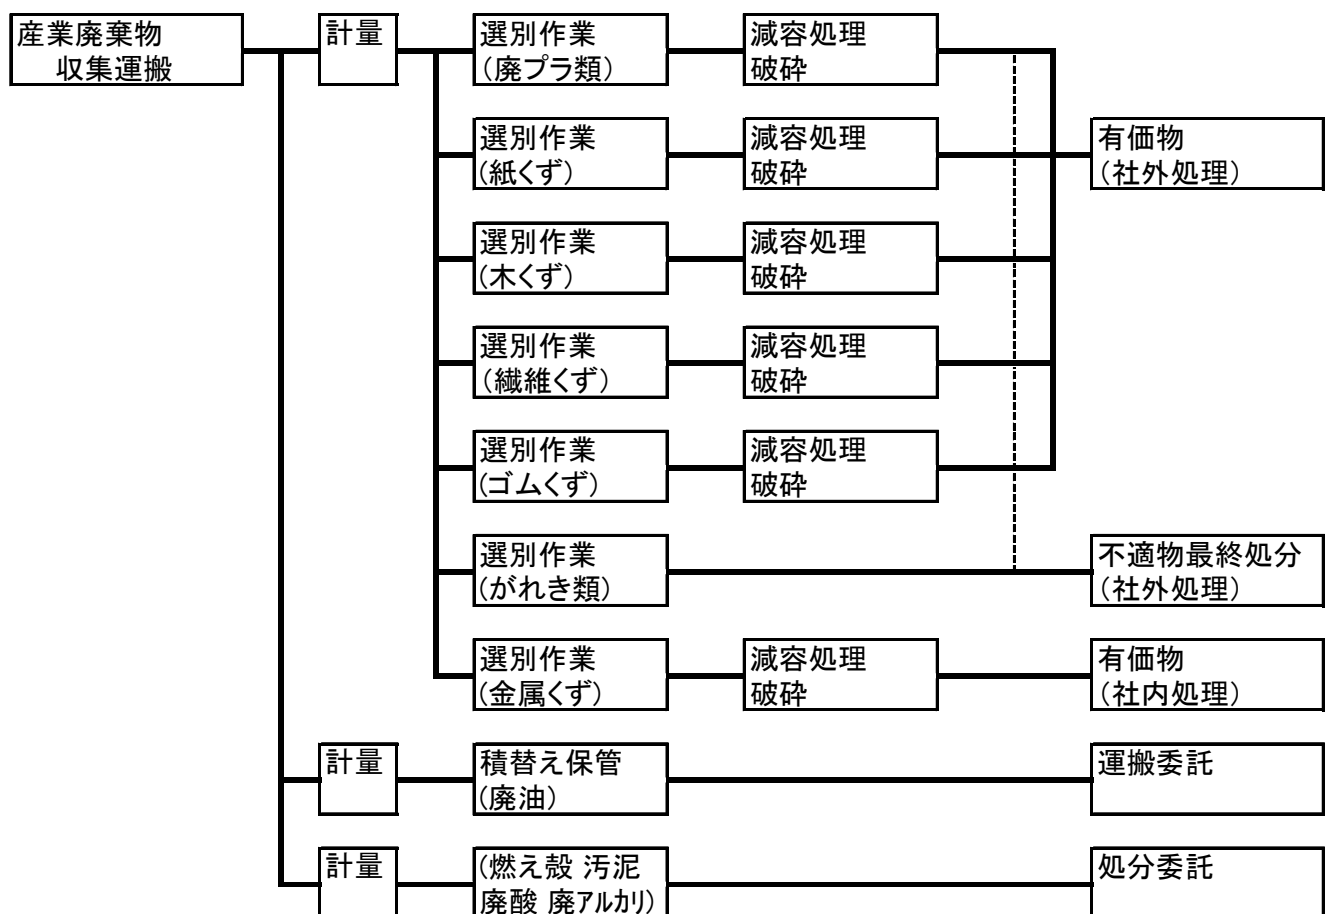 産業廃棄物
収集運搬
計量
選別作業
(廃プラ類)
減容処理
破砕
選別作業
(紙くず)
減容処理
破砕
有価物
(社外処理)
選別作業
(木くず)
減容処理
破砕
選別作業
(繊維くず)
減容処理
破砕
選別作業
(ゴムくず)
減容処理
破砕
選別作業
(がれき類)
不適物最終処分
(社外処理)
選別作業
(金属くず)
減容処理
破砕
有価物
(社内処理)
計量
積替え保管
(廃油)
運搬委託
計量
(燃え殻 汚泥
廃酸 廃アルカリ)
処分委託